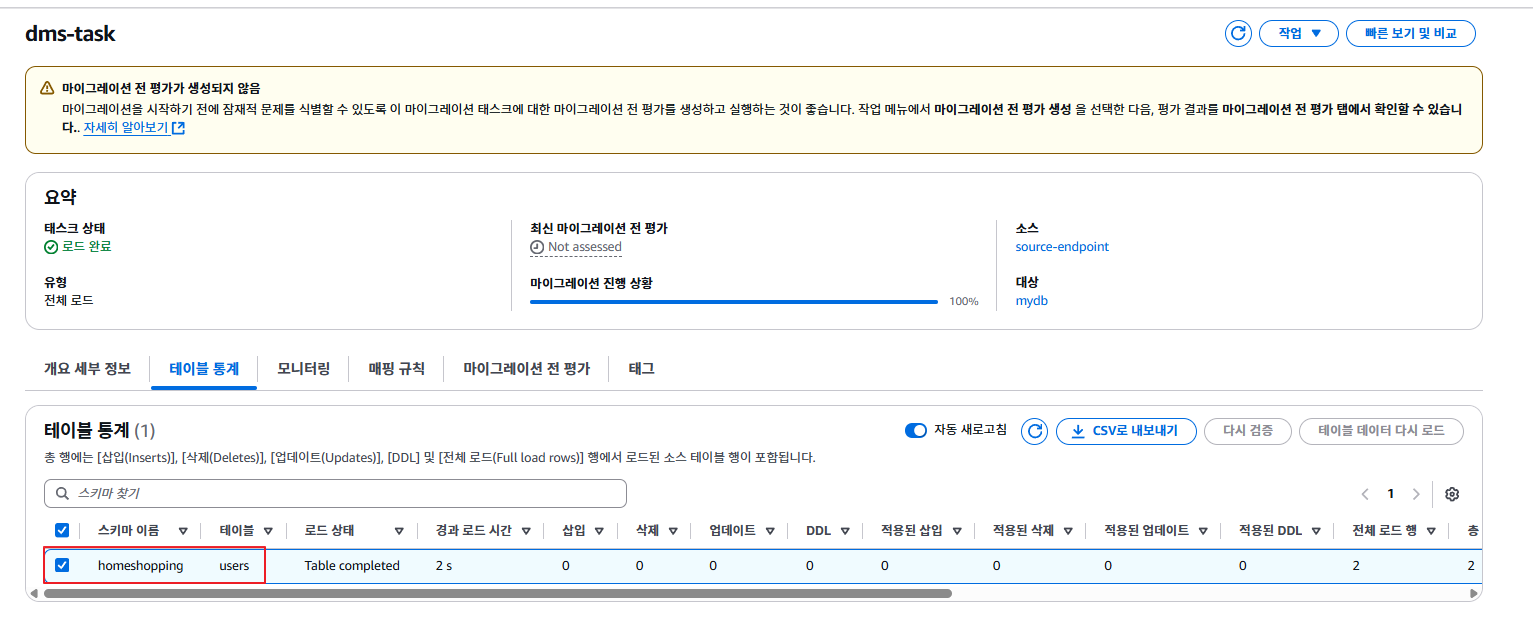 dms-task
작업
빠른 보기 및 비교
마이그레이션 전 평가가 생성되지 않음
마이그레이션을 시작하기 전에 잠재적 문제를 식별할 수 있도록 이 마이그레이션 태스크에 대한 마이그레이션 전 평가를 생성하고 실행하는 것이 좋습니다. 작업 메뉴에서 마이그레이션 전 평가 생성 을 선택한 다음, 평가 결과를 마이그레이션 전 평가 탭에서 확인할 수 있습니
다.. 자세히 알아보기
요약
태스크 상태
로드 완료
유형
전체 로드
최신 마이그레이션 전 평가
Not assessed
마이그레이션 진행 상황
100%
소스
source-endpoint
대상
mydb
개요 세부 정보 테이블 통계 모니터링 매핑 규칙 마이그레이션 전 평가 태그
테이블 통계 (1) 자동 새로고침 CSV로 내보내기 다시 검증 테이블 데이터 다시 로드
총 행에는 [삽입(Inserts)], [삭제(Deletes)], [업데이트(Updates)], [DDL] 및 [전체 로드(Full load rows)] 행에서 로드된 소스 테이블 행이 포함됩니다.
스키마 찾기 1
스키마 이름 테이블 로드 상태 경과 로드 시간 삽입 삭제 업데이트 DDL 적용된 삽입 적용된 삭제 적용된 업데이트 적용된 DDL 전체 로드 행 총
homeshopping users Table completed 2 s 0 0 0 0 0 0 0 0 2 2